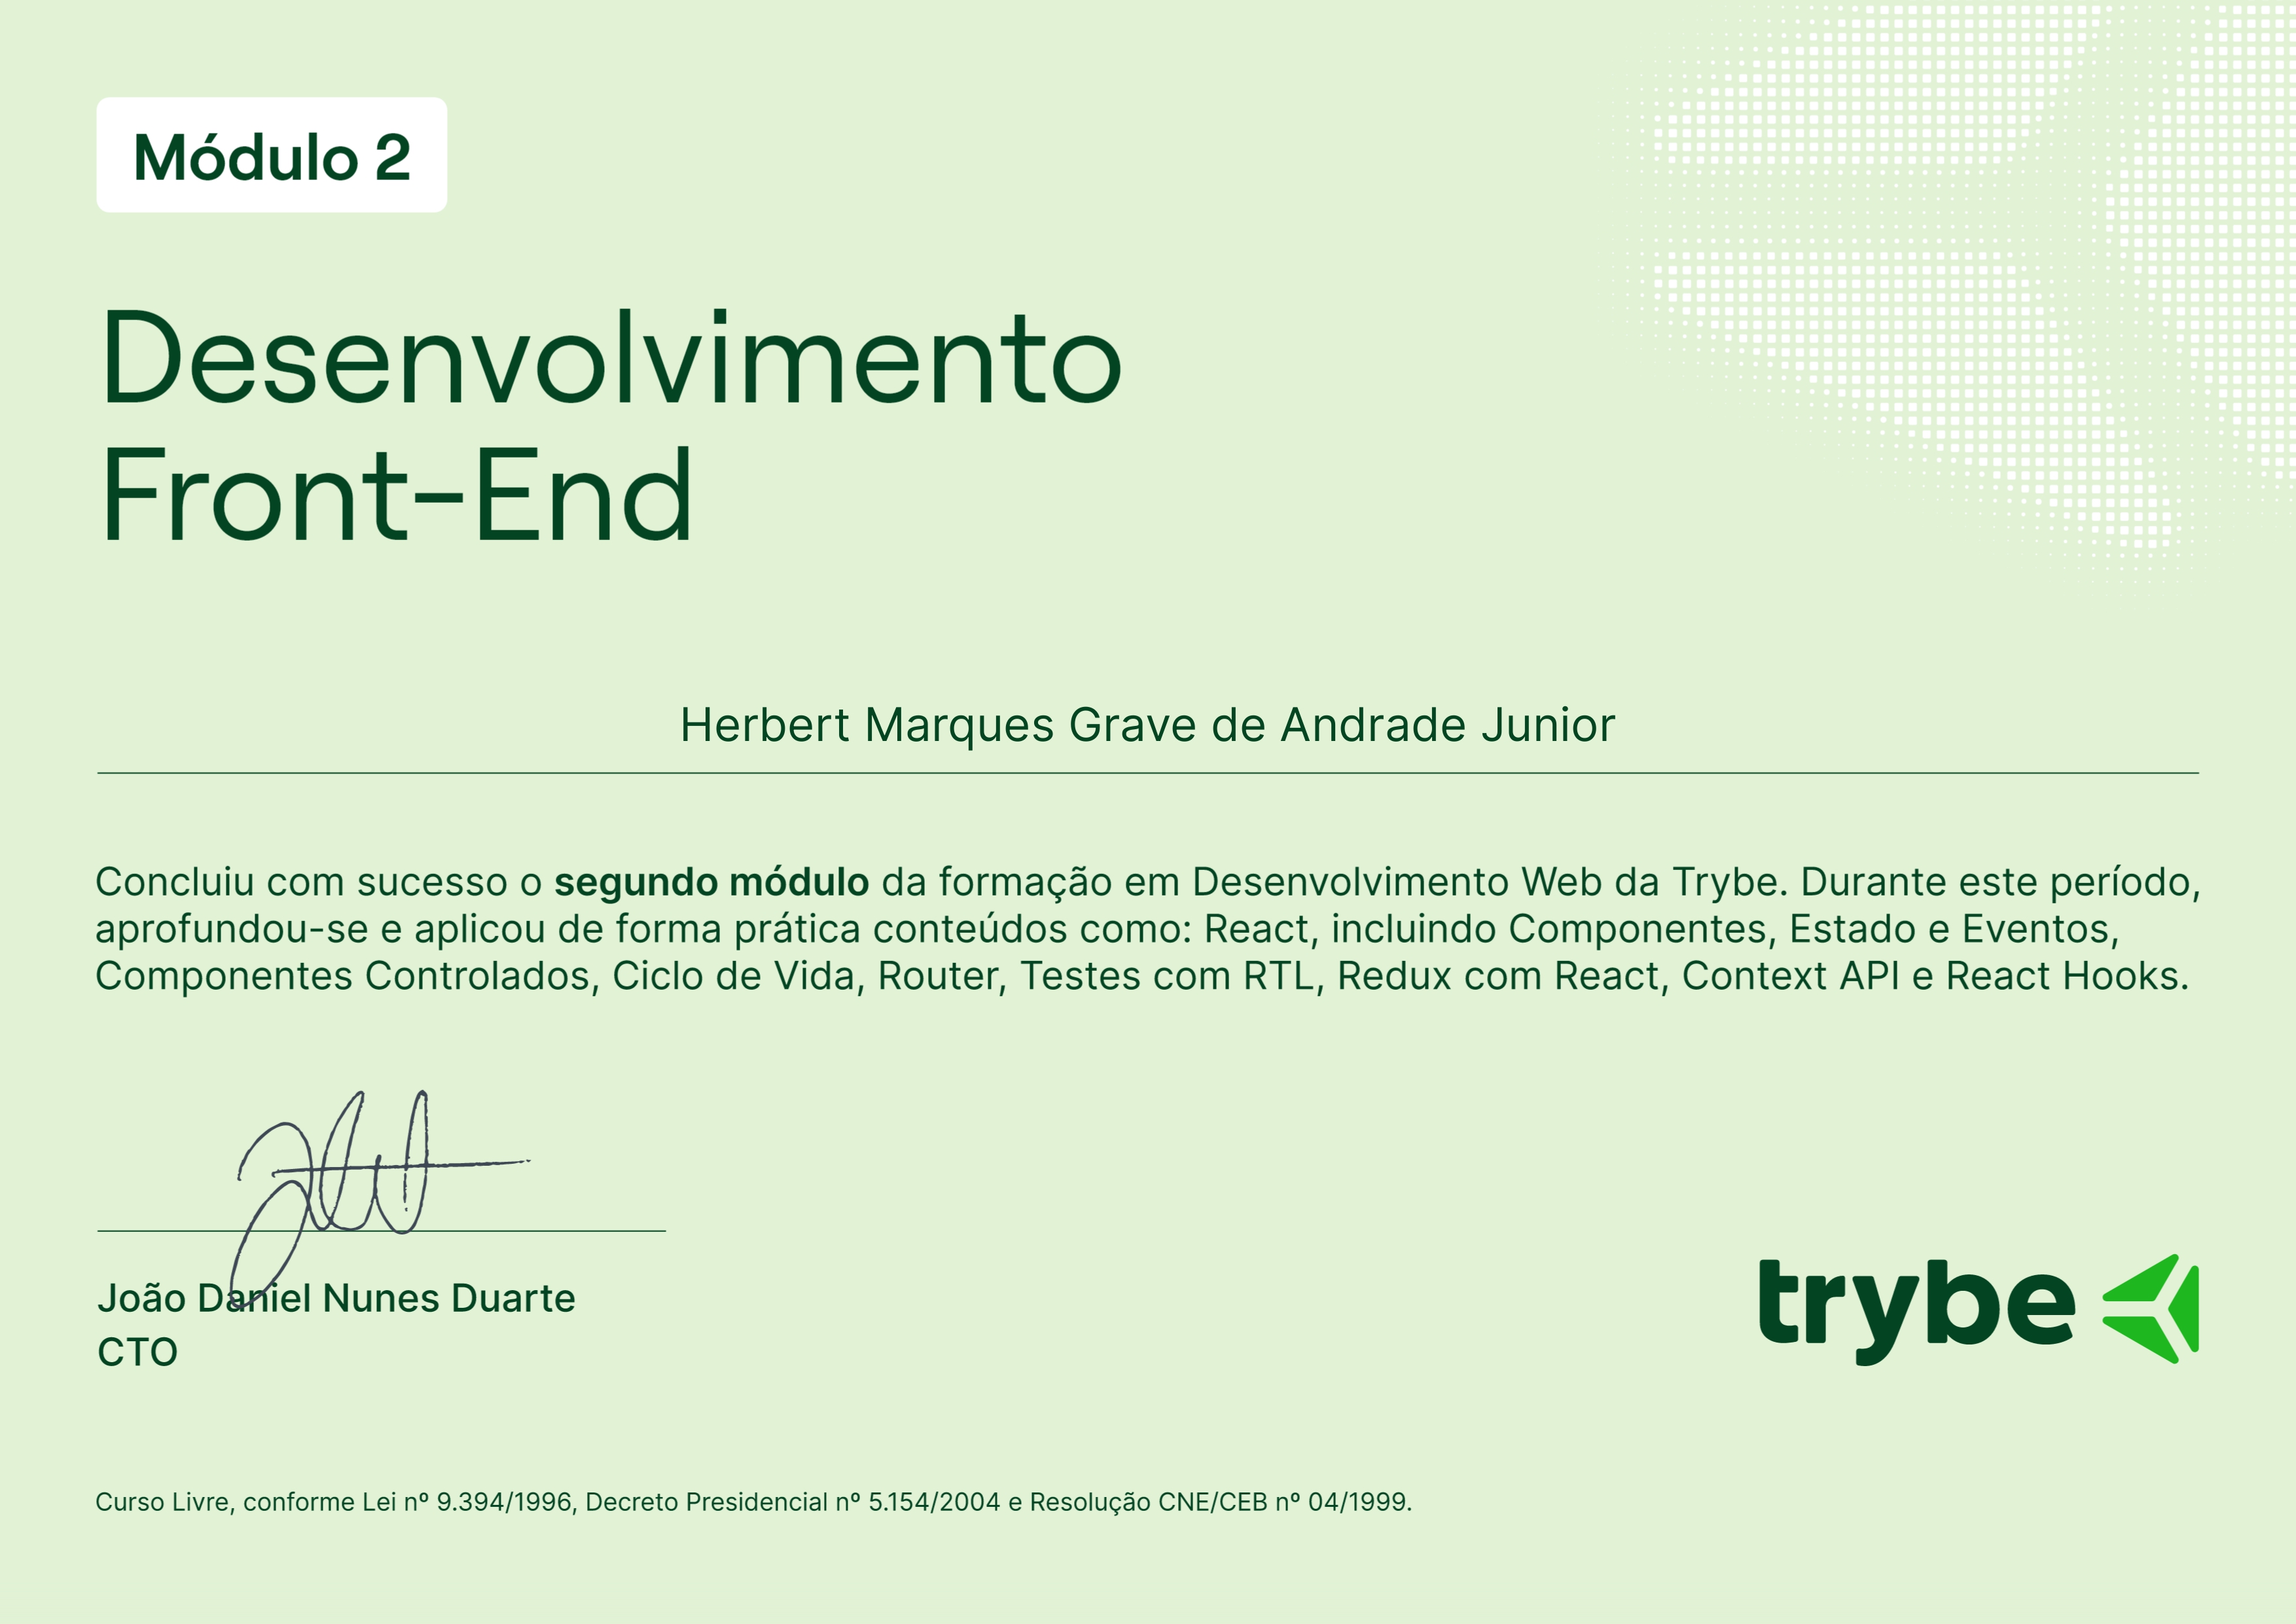 Módulo 2
Desenvolvimento
Front-End
Herbert Marques Grave de Andrade Junior
Concluiu com sucesso o segundo módulo da formação em Desenvolvimento Web da Trybe. Durante este período,
aprofundou-se e aplicou de forma prática conteúdos como: React, incluindo Componentes, Estado e Eventos,
Componentes Controlados, Ciclo de Vida, Router, Testes com RTL, Redux com React, Context API e React Hooks.
João Daniel Nunes Duarte
CTO
trybe
Curso Livre, conforme Lei nº 9.394/1996, Decreto Presidencial nº 5.154/2004 e Resolução CNE/CEB nº 04/1999.